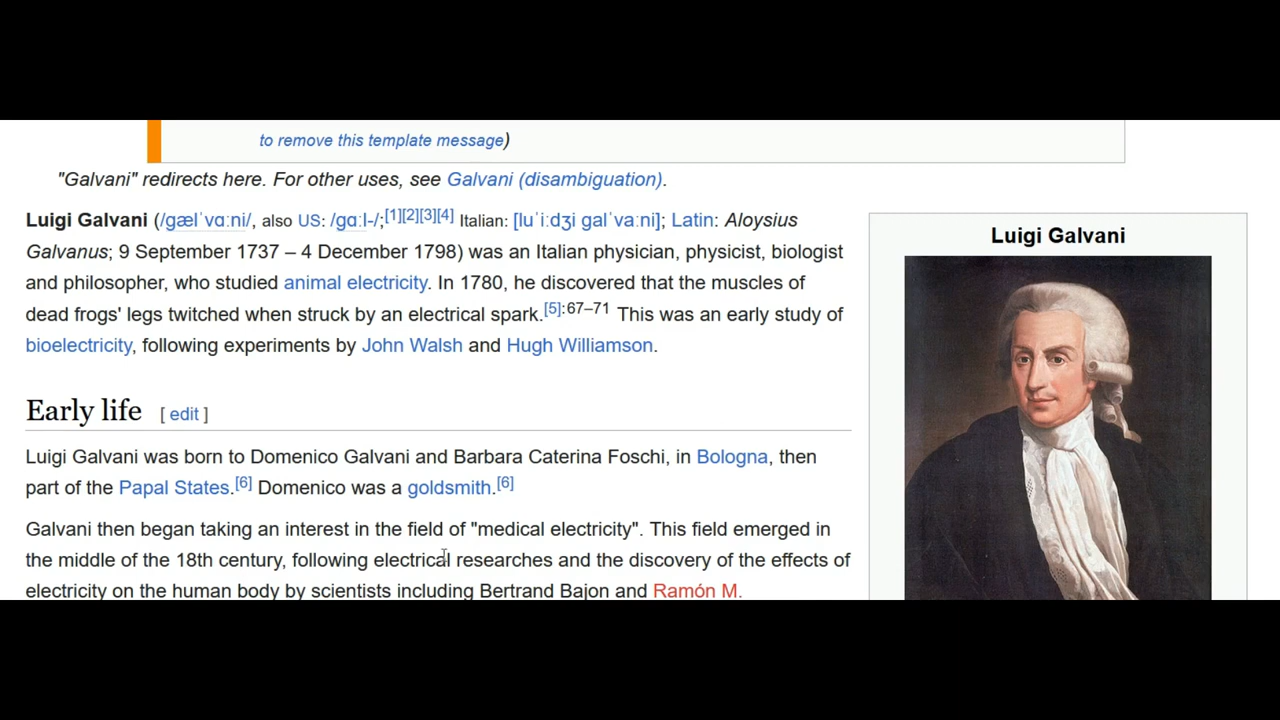 to remove this template message)
"Galvani" redirects here. For other uses, see Galvani (disambiguation).
Luigi Galvani (/ɡælˈvɑːni/, also US: /ɡɑːl-/;[1][2][3][4] Italian: [luˈiːdʒi ɡalˈvaːni]; Latin: Aloysius
Galvanus; 9 September 1737 – 4 December 1798) was an Italian physician, physicist, biologist
and philosopher, who studied animal electricity. In 1780, he discovered that the muscles of
dead frogs' legs twitched when struck by an electrical spark.[5]:67–71 This was an early study of
bioelectricity, following experiments by John Walsh and Hugh Williamson.
Luigi Galvani
Early life [ edit ]
Luigi Galvani was born to Domenico Galvani and Barbara Caterina Foschi, in Bologna, then
part of the Papal States.[6] Domenico was a goldsmith.[6]
Galvani then began taking an interest in the field of "medical electricity". This field emerged in
the middle of the 18th century, following electrical researches and the discovery of the effects of
electricity on the human body by scientists including Bertrand Bajon and Ramón M.